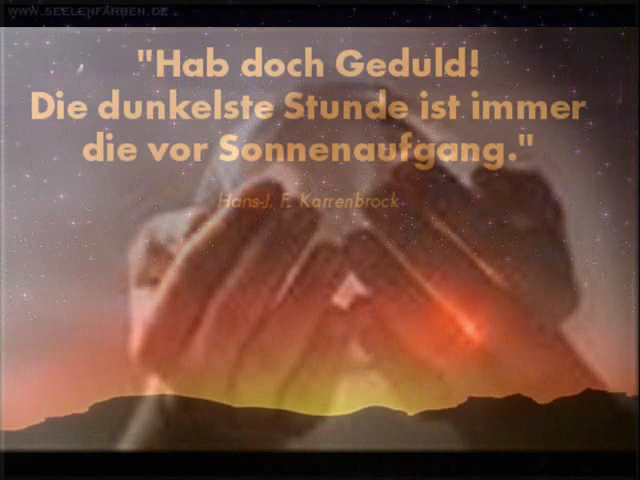 WWW.SEELENFARBEN.DE
"Hab doch Geduld!
Die dunkelste Stunde ist immer
die vor Sonnenaufgang."
Hans-J. F. Karrenbrock